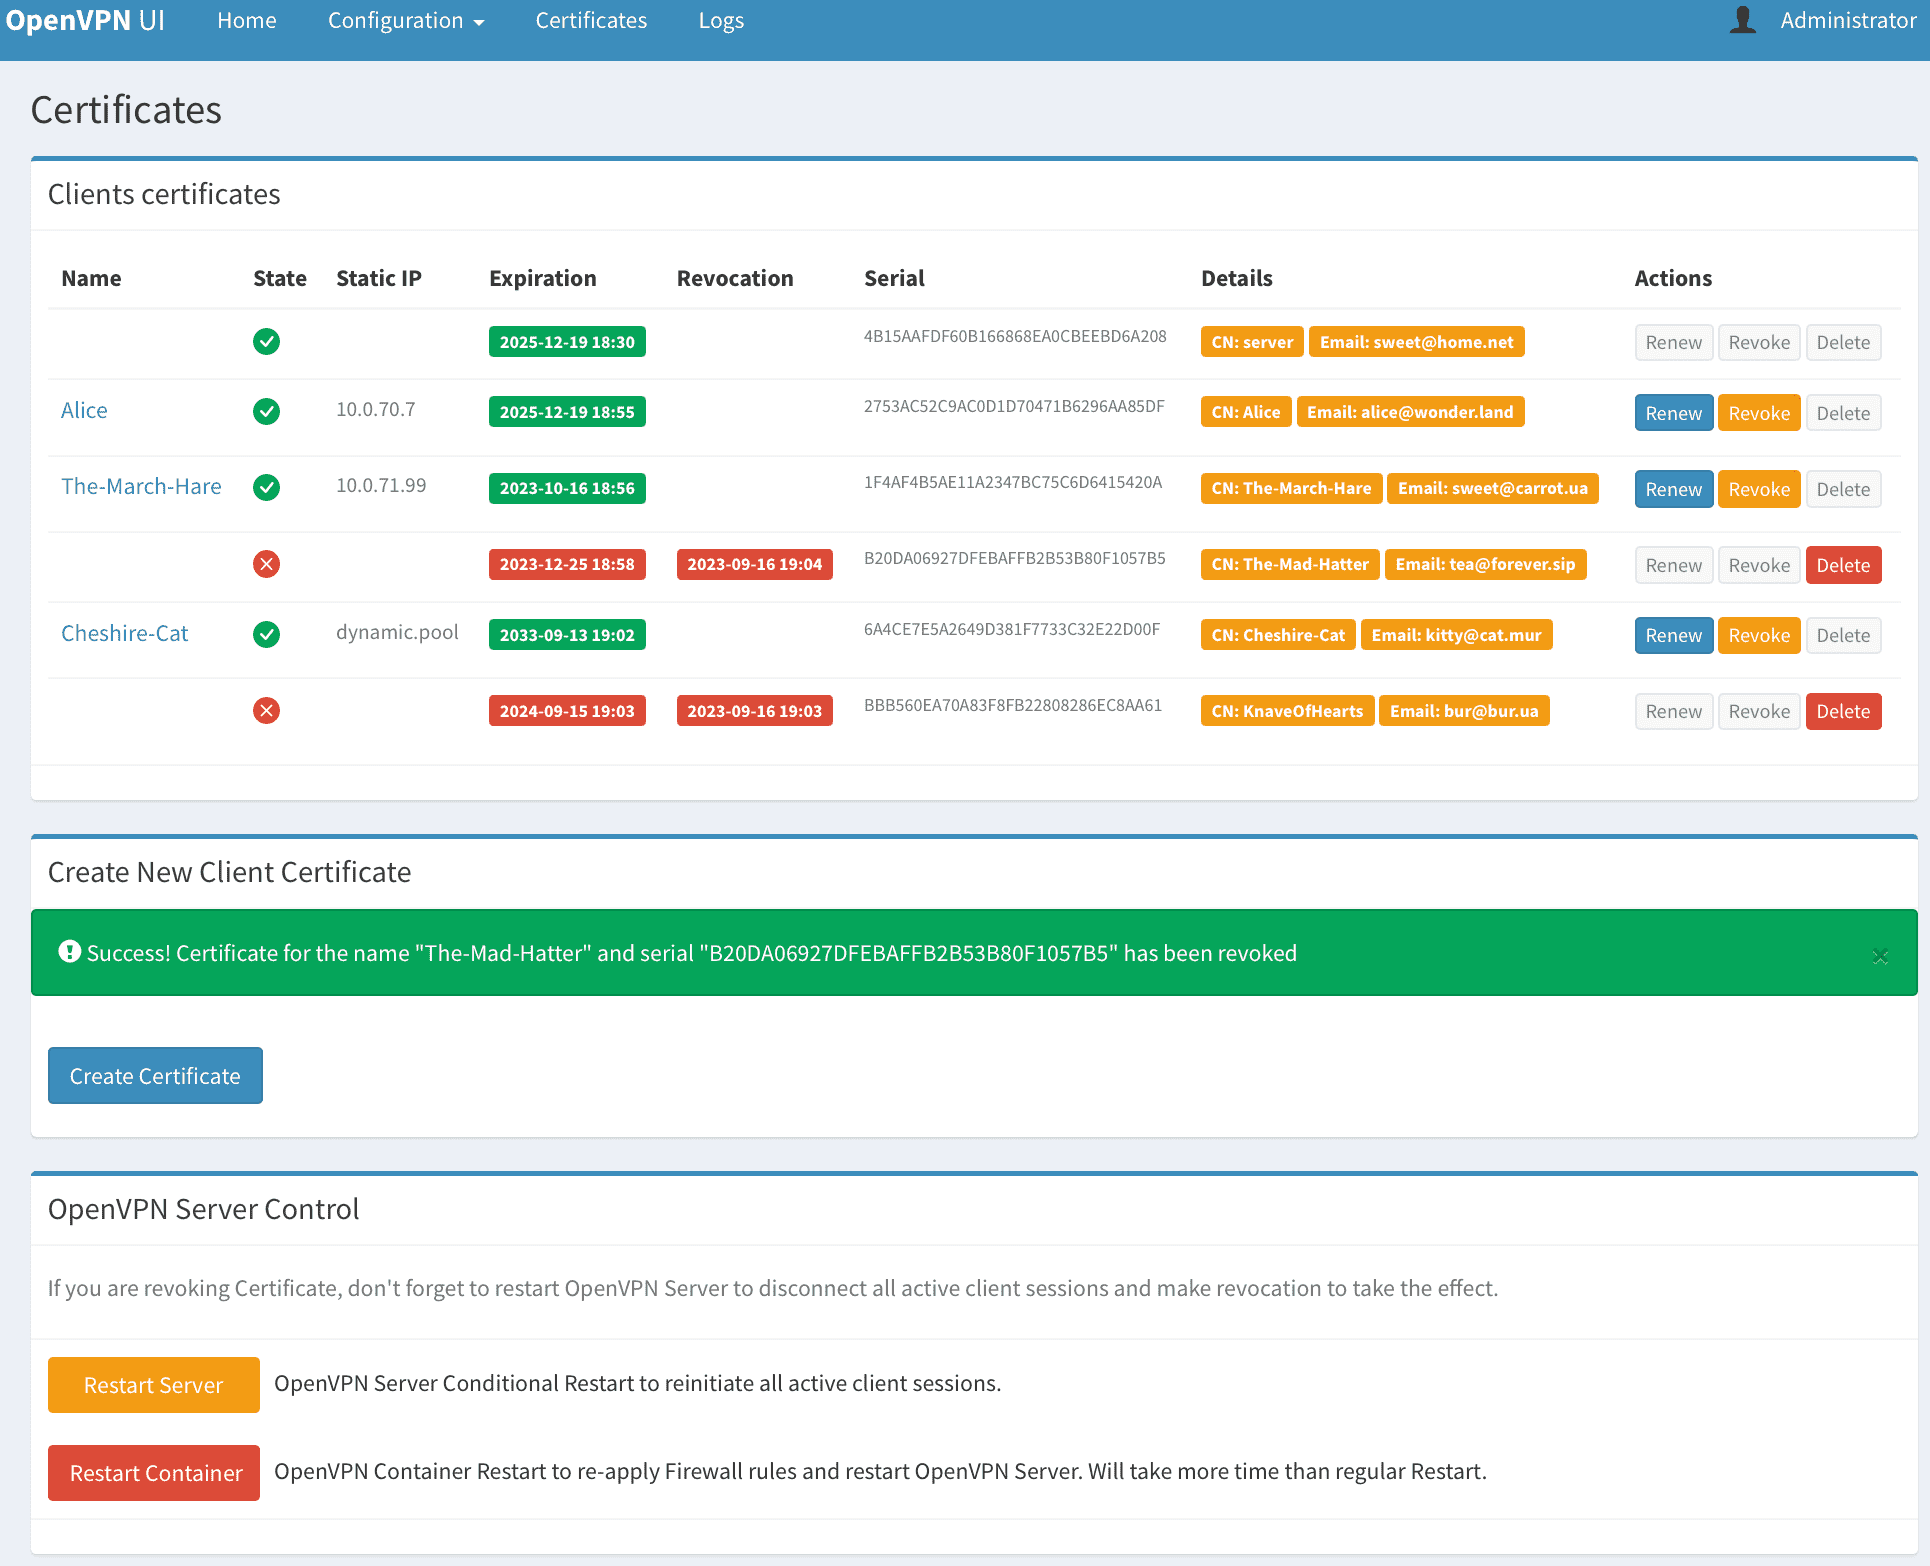 OpenVPN UI Home Configuration Certificates Logs Administrator
Certificates
Clients certificates
Name State Static IP Expiration Revocation Serial Details Actions
2025-12-19 18:30 4B15AAFDF60B166868EA0CBEEBD6A208 CN: server Email: sweet@home.net Renew Revoke Delete
Alice 10.0.70.7 2025-12-19 18:55 2753AC52C9AC0D1D70471B6296AA85DF CN: Alice Email: alice@wonder.land Renew Revoke Delete
The-March-Hare 10.0.71.99 2023-10-16 18:56 1F4AF4B5AE11A2347BC75C6D6415420A CN: The-March-Hare Email: sweet@carrot.ua Renew Revoke Delete
2023-12-25 18:58 2023-09-16 19:04 B20DA06927DFEBAFFB2B53B80F1057B5 CN: The-Mad-Hatter Email: tea@forever.sip Renew Revoke Delete
Cheshire-Cat dynamic.pool 2033-09-13 19:02 6A4CE7E5A2649D381F7733C32E22D00F CN: Cheshire-Cat Email: kitty@cat.mur Renew Revoke Delete
2024-09-15 19:03 2023-09-16 19:03 BBB560EA70A83F8FB22808286EC8AA61 CN: KnaveOfHearts Email: bur@bur.ua Renew Revoke Delete
Create New Client Certificate
Success! Certificate for the name "The-Mad-Hatter" and serial "B20DA06927DFEBAFFB2B53B80F1057B5" has been revoked ×
Create Certificate
OpenVPN Server Control
If you are revoking Certificate, don't forget to restart OpenVPN Server to disconnect all active client sessions and make revocation to take the effect.
Restart Server OpenVPN Server Conditional Restart to reinitiate all active client sessions.
Restart Container OpenVPN Container Restart to re-apply Firewall rules and restart OpenVPN Server. Will take more time than regular Restart.